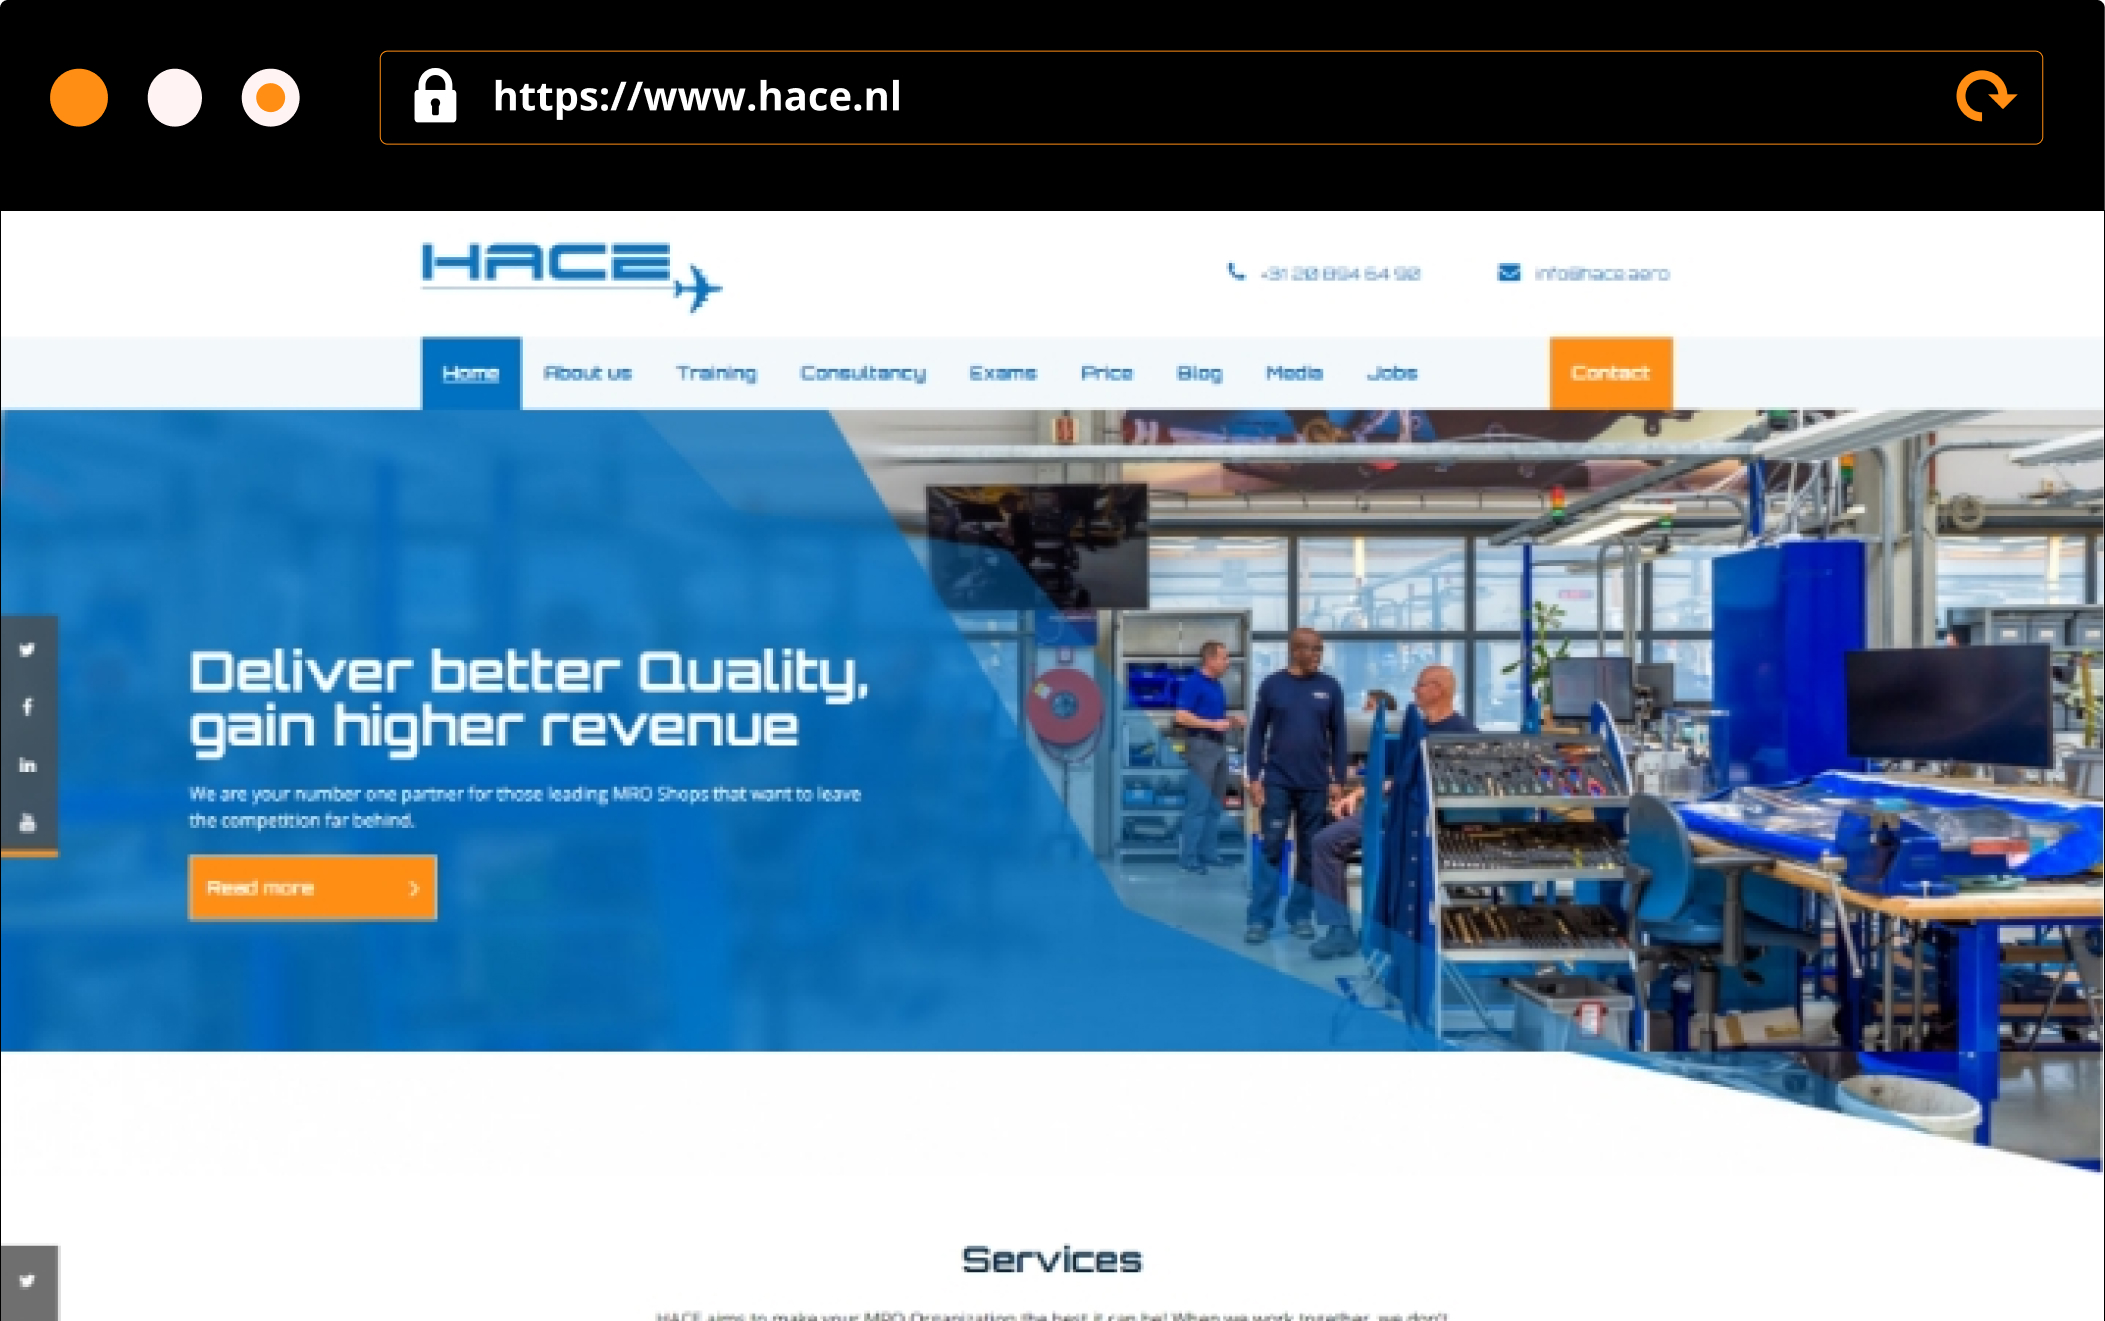 https://www.hace.nl
HACE
+31 20 894 64 90
info@hace.aero
Home About us Training Consultancy Exams Price Blog Media Jobs Contact
Deliver better Quality,
gain higher revenue
We are your number one partner for those leading MRO Shops that want to leave
the competition far behind.
Read more
Services
HACE aims to make your MRO Organization the best it can be! When we work together, we don't